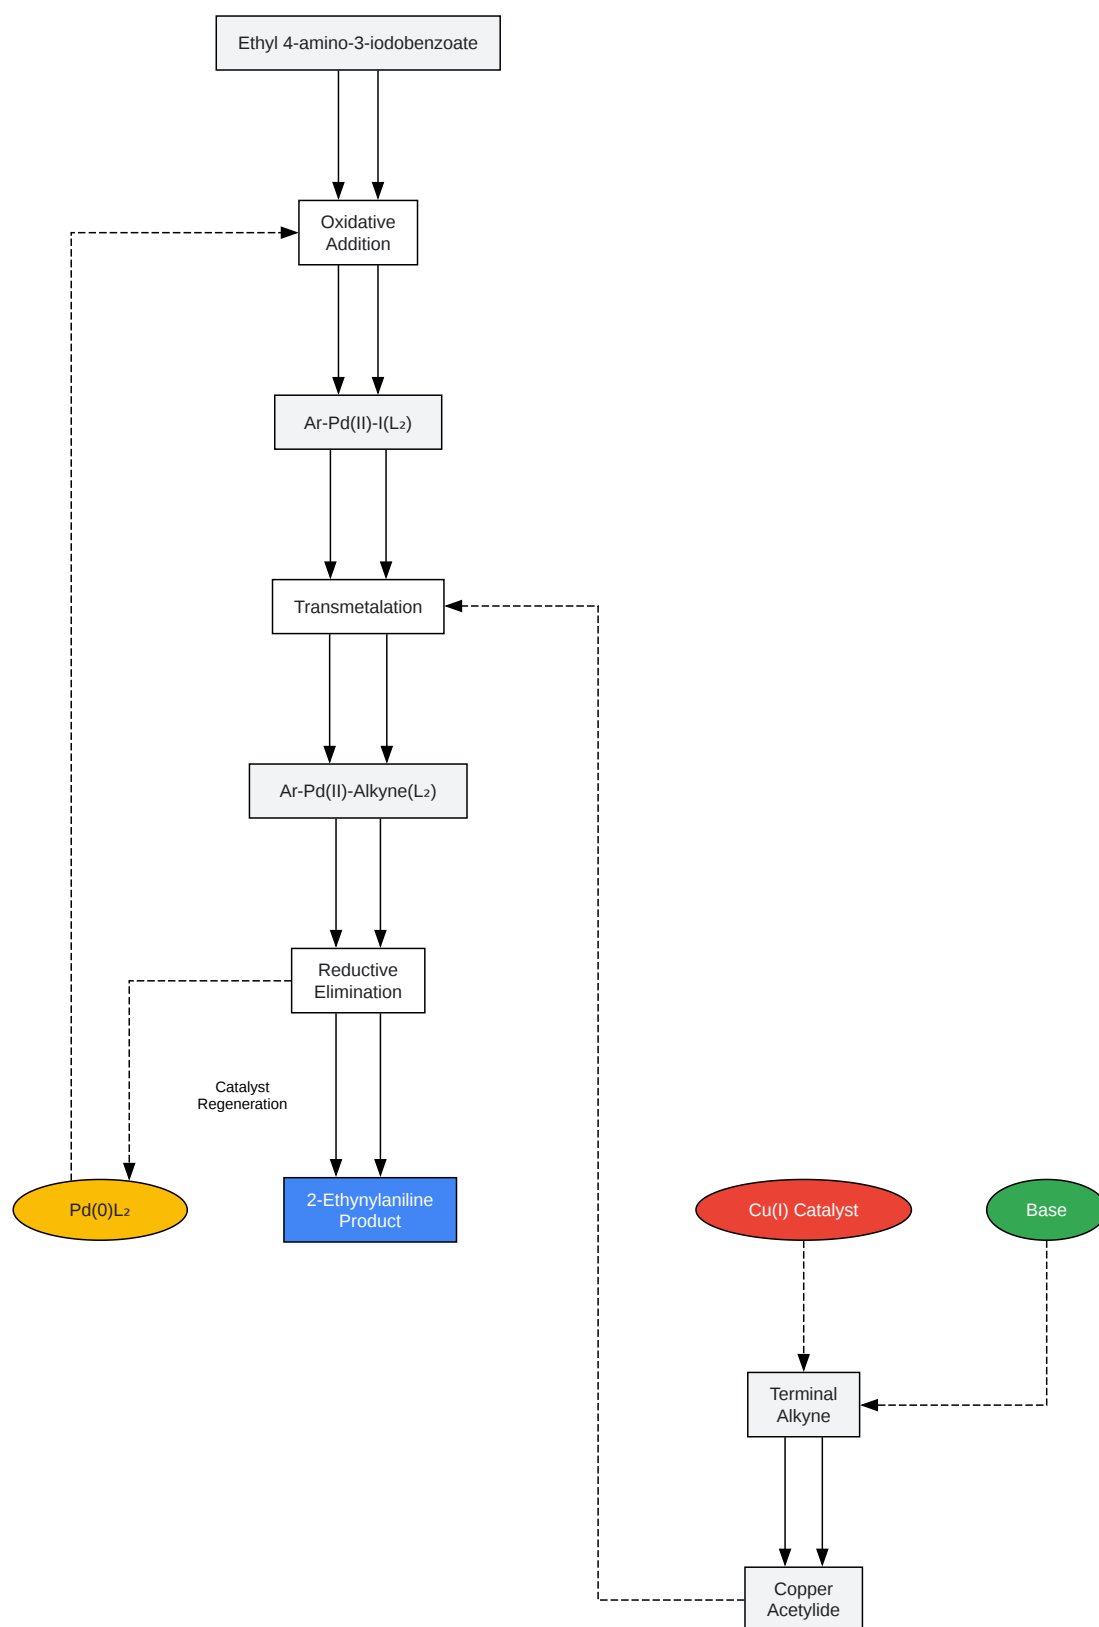 Ethyl 4-amino-3-iodobenzoate
Oxidative
Addition
Ar-Pd(II)-I(L₂)
Transmetalation
Ar-Pd(II)-Alkyne(L₂)
Reductive
Elimination
Catalyst
Regeneration
Pd(0)L₂
2-Ethynylaniline
Product
Cu(I) Catalyst
Base
Terminal
Alkyne
Copper
Acetylide